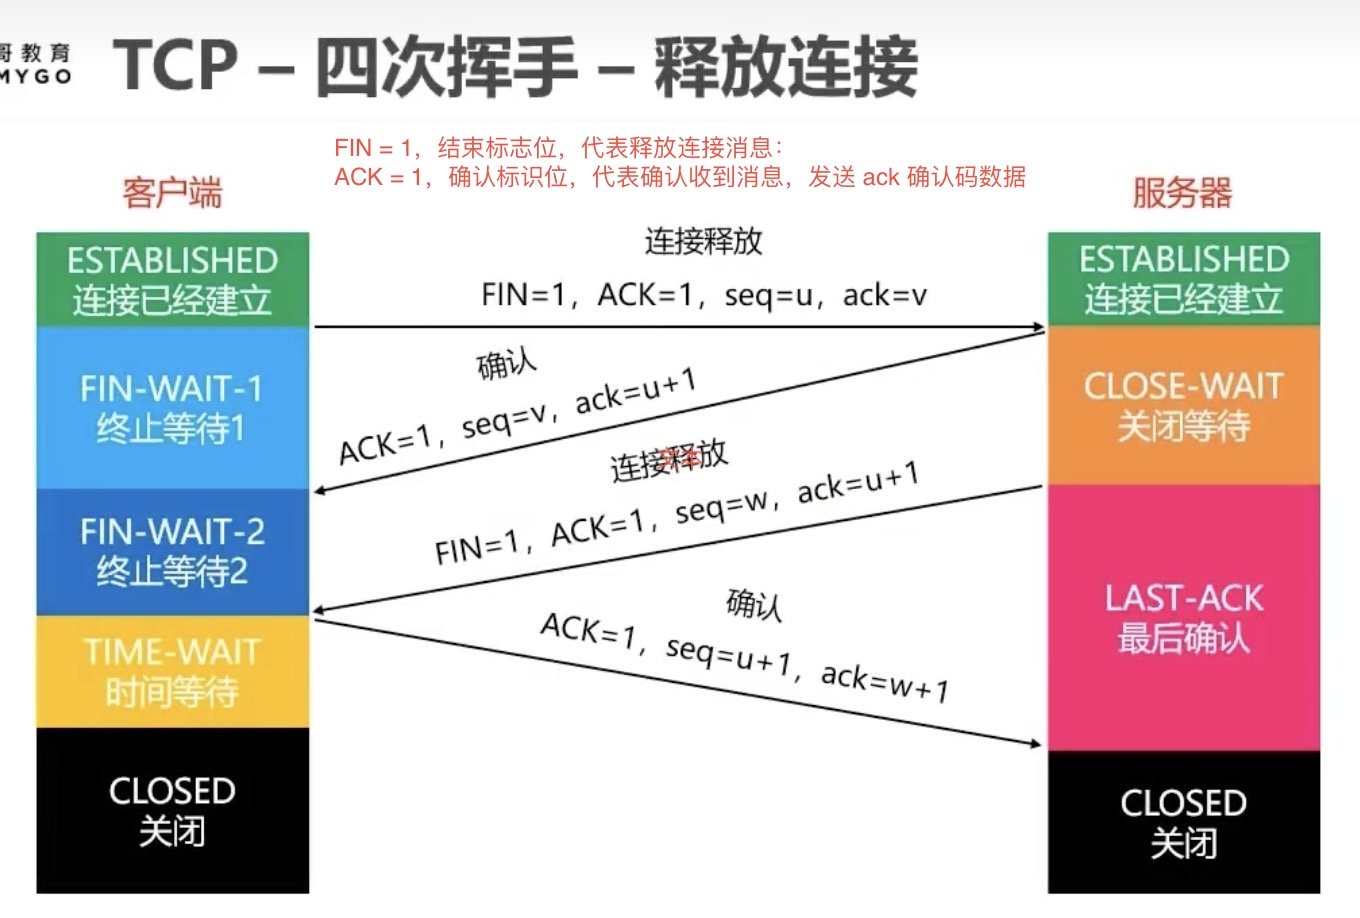 哥教育
MYGO
TCP – 四次挥手 – 释放连接
FIN = 1，结束标志位，代表释放连接消息：
ACK = 1，确认标识位，代表确认收到消息，发送 ack 确认码数据
客户端
服务器
ESTABLISHED
连接已经建立
连接释放
FIN=1，ACK=1，seq=u，ack=v
ESTABLISHED
连接已经建立
FIN-WAIT-1
终止等待1
确认
ACK=1，seq=v，ack=u+1
CLOSE-WAIT
关闭等待
连接释放
文本
FIN=1，ACK=1，seq=w，ack=u+1
FIN-WAIT-2
终止等待2
确认
ACK=1，seq=u+1，ack=w+1
LAST-ACK
最后确认
TIME-WAIT
时间等待
CLOSED
关闭
CLOSED
关闭